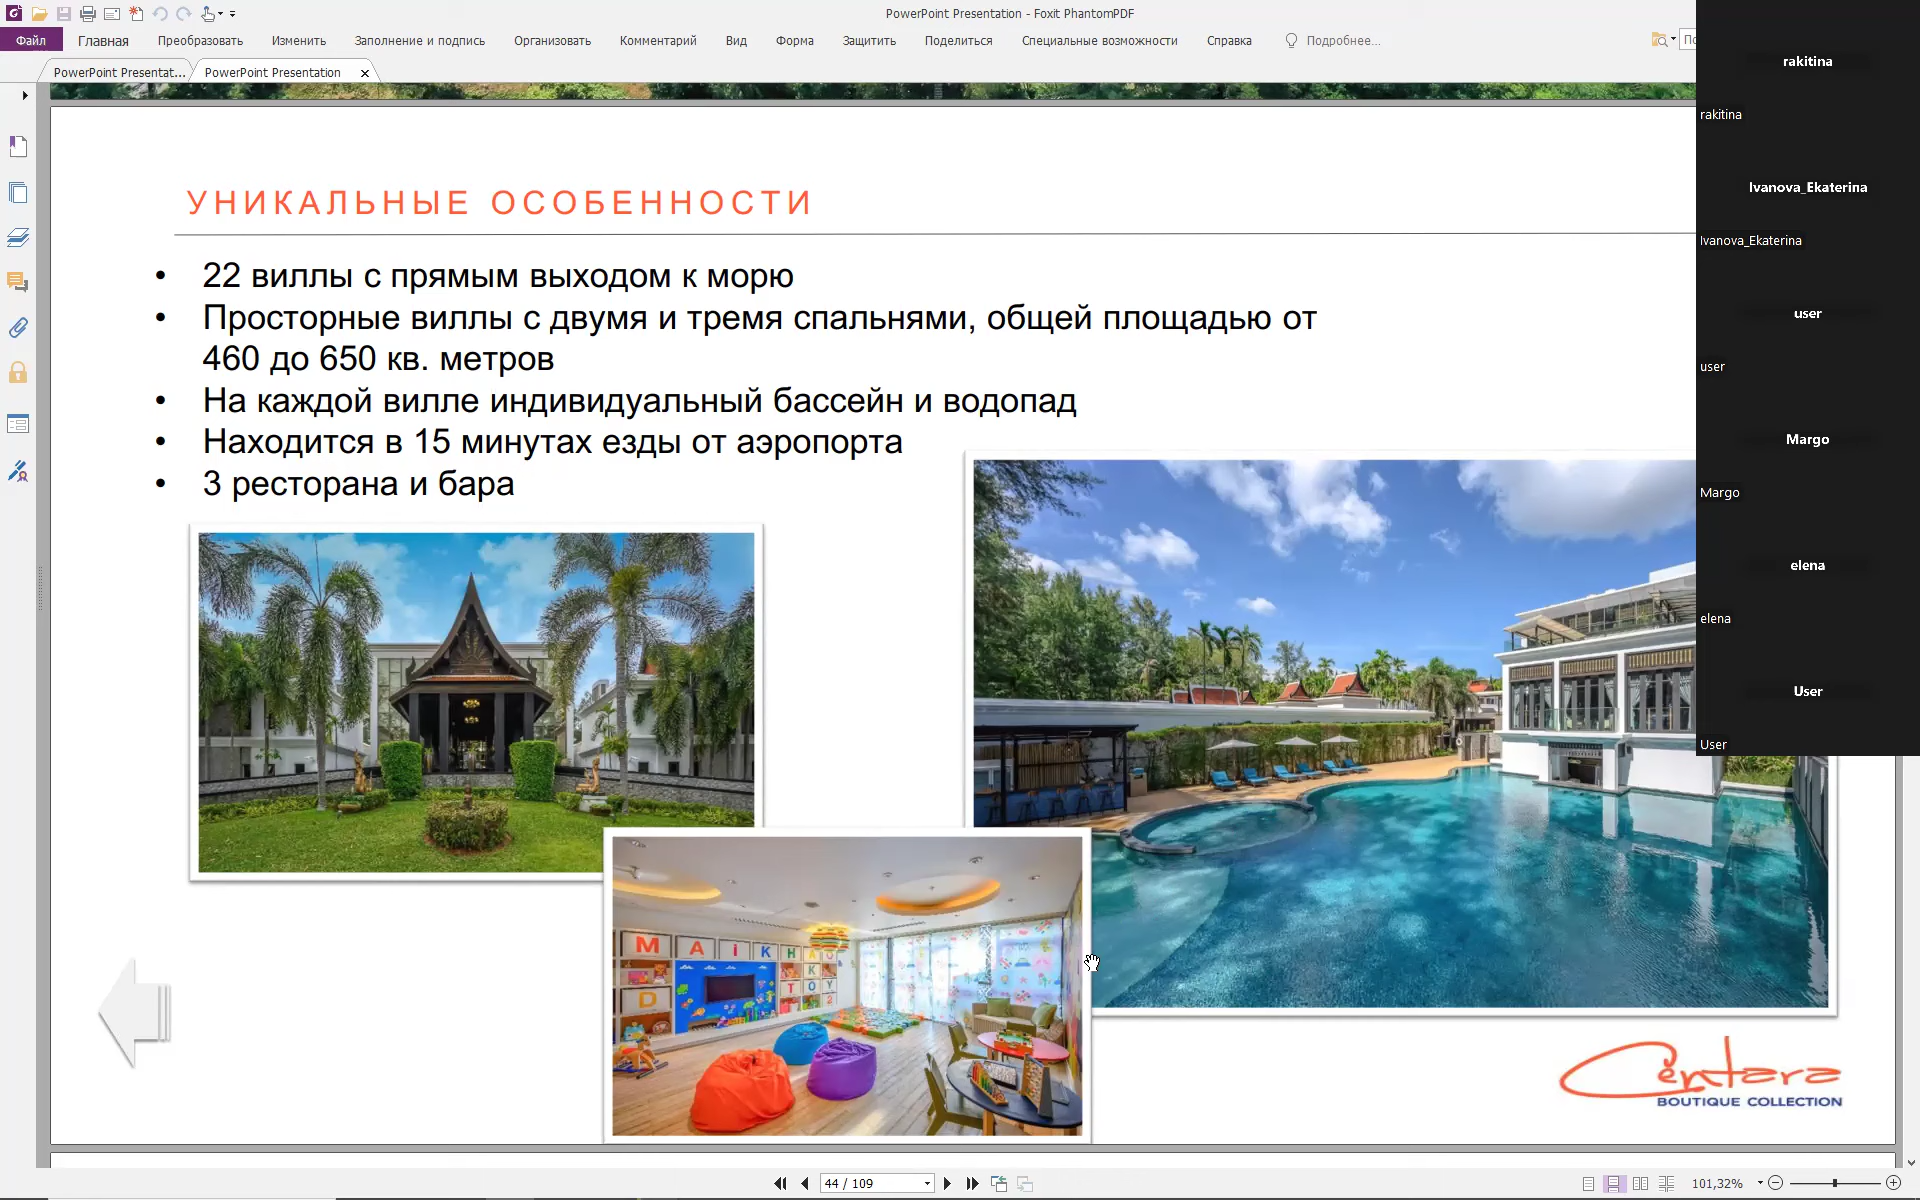 PowerPoint Presentation - Foxit PhantomPDF
Файл Главная Преобразовать Изменить Заполнение и подпись Организовать Комментарий Вид Форма Защитить Поделиться Специальные возможности Справка Подробнее...
PowerPoint Presentat... PowerPoint Presentation
УНИКАЛЬНЫЕ ОСОБЕННОСТИ
• 22 виллы с прямым выходом к морю
• Просторные виллы с двумя и тремя спальнями, общей площадью от
460 до 650 кв. метров
• На каждой вилле индивидуальный бассейн и водопад
• Находится в 15 минутах езды от аэропорта
• 3 ресторана и бара
MAiKHAO
D
KTOYS
Centara
BOUTIQUE COLLECTION
rakitina
rakitina
Ivanova_Ekaterina
Ivanova_Ekaterina
user
user
Margo
Margo
elena
elena
User
User
44 / 109
101,32%